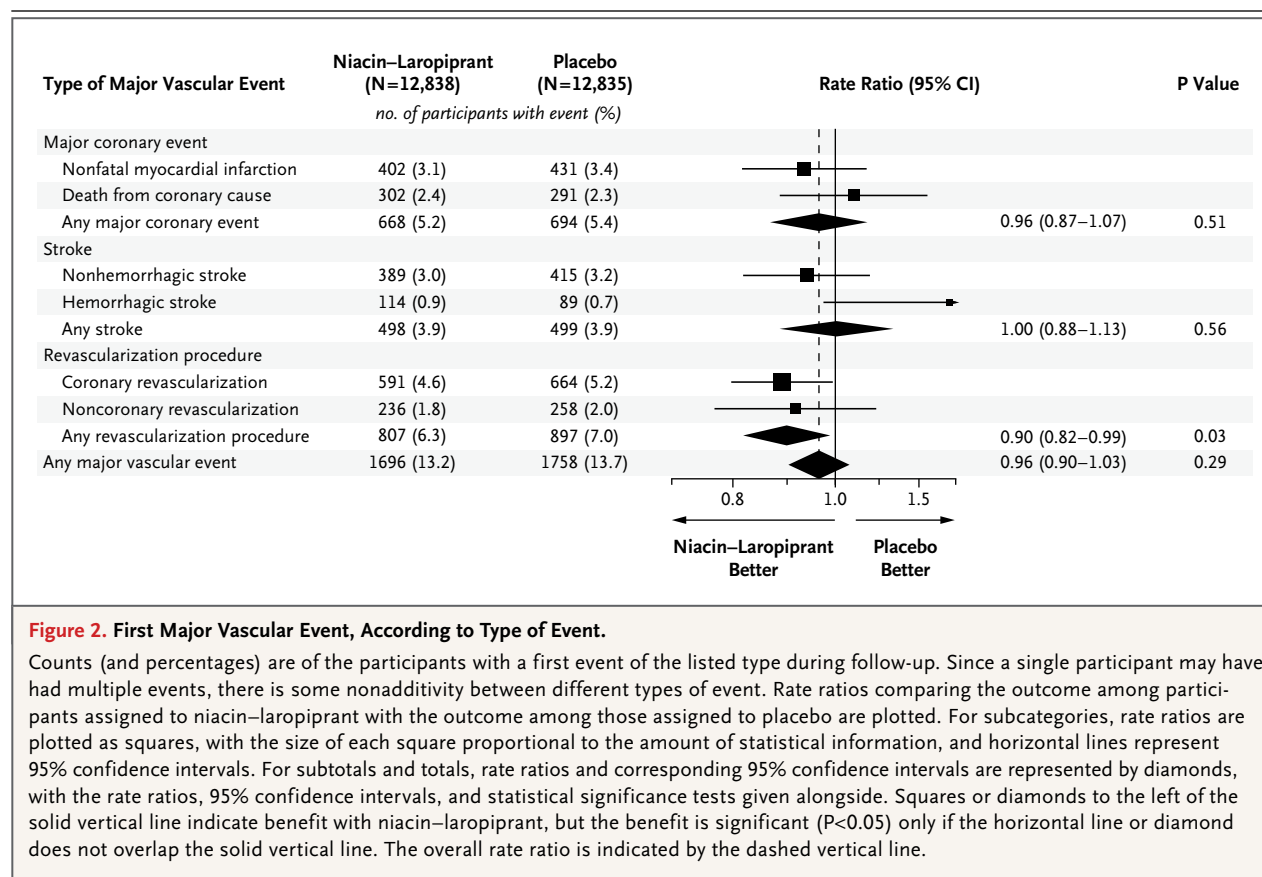 Type of Major Vascular Event Niacin–Laropiprant (N=12,838) Placebo (N=12,835) Rate Ratio (95% CI) P Value
no. of participants with event (%)
Major coronary event
Nonfatal myocardial infarction 402 (3.1) 431 (3.4)
Death from coronary cause 302 (2.4) 291 (2.3)
Any major coronary event 668 (5.2) 694 (5.4) 0.96 (0.87–1.07) 0.51
Stroke
Nonhemorrhagic stroke 389 (3.0) 415 (3.2)
Hemorrhagic stroke 114 (0.9) 89 (0.7)
Any stroke 498 (3.9) 499 (3.9) 1.00 (0.88–1.13) 0.56
Revascularization procedure
Coronary revascularization 591 (4.6) 664 (5.2)
Noncoronary revascularization 236 (1.8) 258 (2.0)
Any revascularization procedure 807 (6.3) 897 (7.0) 0.90 (0.82–0.99) 0.03
Any major vascular event 1696 (13.2) 1758 (13.7) 0.96 (0.90–1.03) 0.29
0.8 1.0 1.5
Niacin–Laropiprant Better Placebo Better
Figure 2. First Major Vascular Event, According to Type of Event.
Counts (and percentages) are of the participants with a first event of the listed type during follow-up. Since a single participant may have
had multiple events, there is some nonadditivity between different types of event. Rate ratios comparing the outcome among partici-
pants assigned to niacin–laropiprant with the outcome among those assigned to placebo are plotted. For subcategories, rate ratios are
plotted as squares, with the size of each square proportional to the amount of statistical information, and horizontal lines represent
95% confidence intervals. For subtotals and totals, rate ratios and corresponding 95% confidence intervals are represented by diamonds,
with the rate ratios, 95% confidence intervals, and statistical significance tests given alongside. Squares or diamonds to the left of the
solid vertical line indicate benefit with niacin–laropiprant, but the benefit is significant (P<0.05) only if the horizontal line or diamond
does not overlap the solid vertical line. The overall rate ratio is indicated by the dashed vertical line.